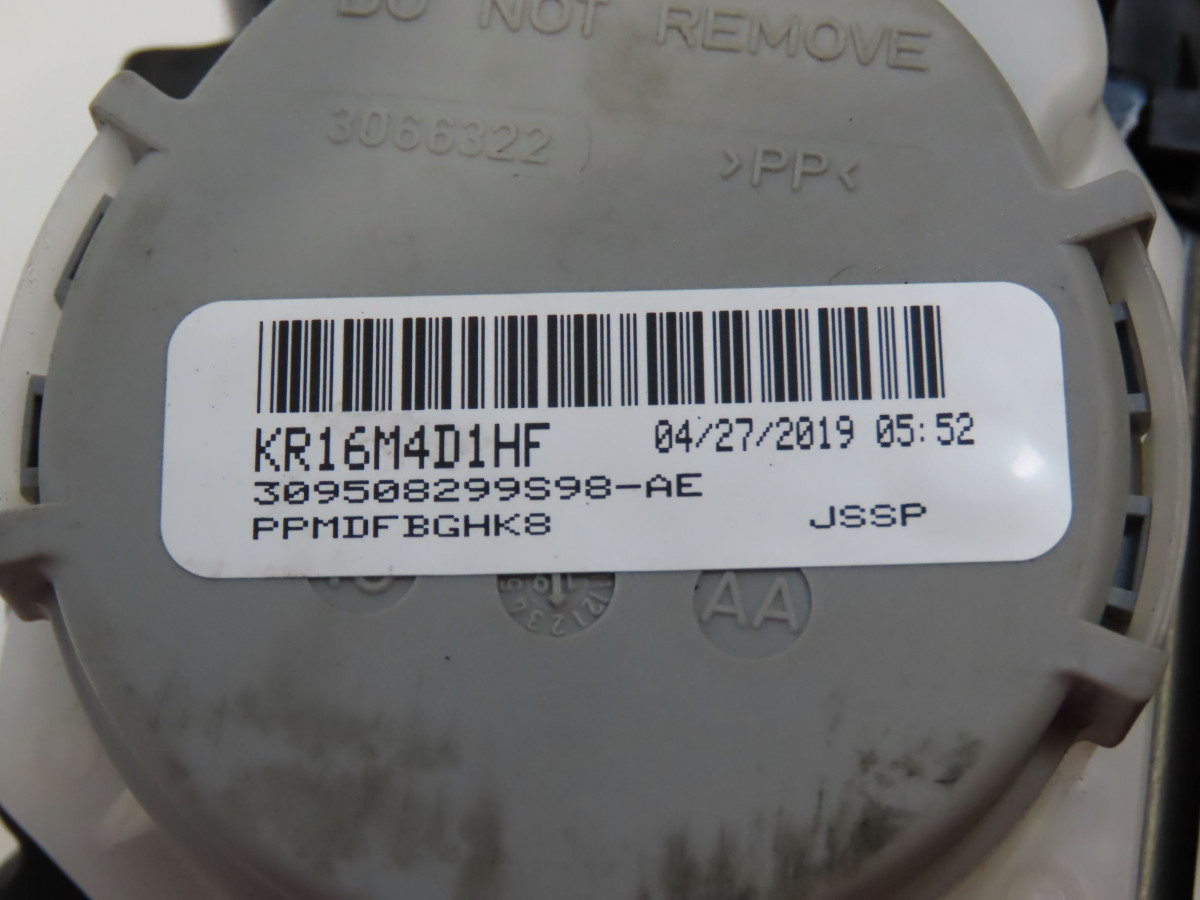 DO NOT REMOVE
3066322
>PP<
KR16M4D1HF 04/27/2019 05:52
309508299S98-AE
PPMDFBGHK8 JSSP
AA